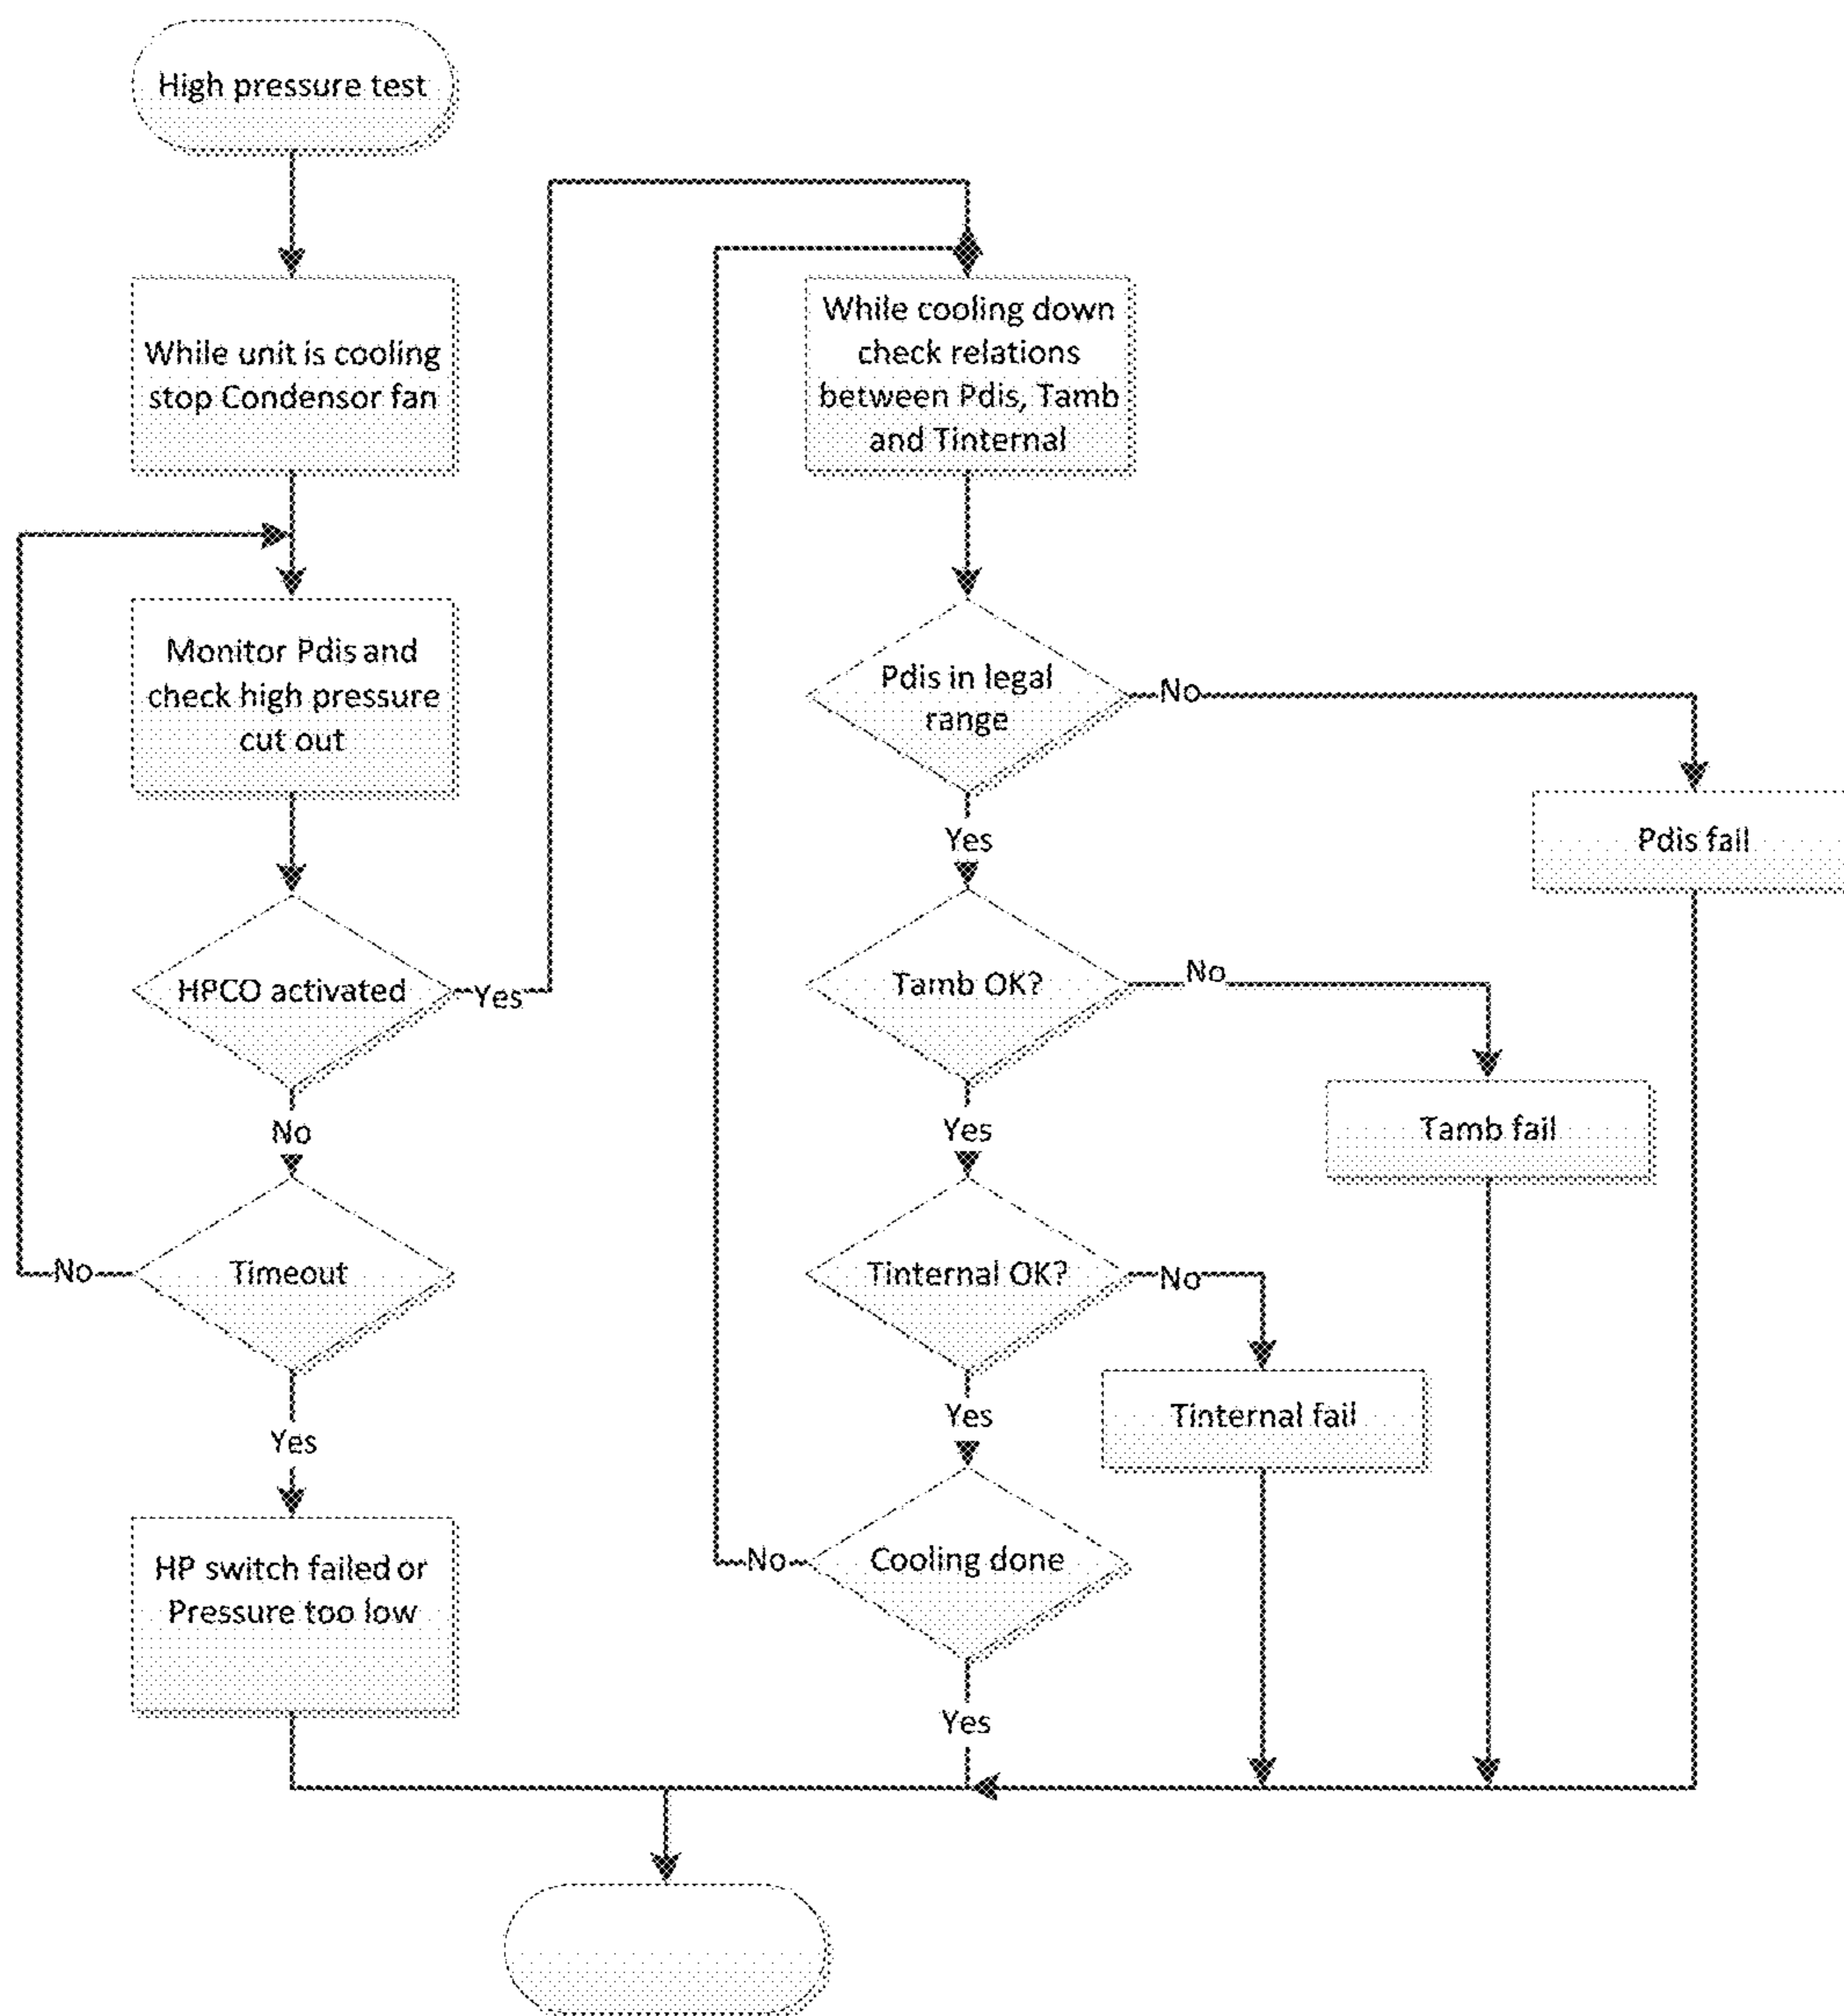 High pressure test
While unit is cooling
stop Condensor fan
Monitor Pdis and
check high pressure
cut out
HPCO activated
Yes
No
Timeout
No
Yes
HP switch failed or
Pressure too low
While cooling down
check relations
between Pdis, Tamb
and Tinternal
Pdis in legal
range
No
Pdis fail
Yes
Tamb OK?
No
Tamb fail
Yes
Tinternal OK?
No
Tinternal fail
Yes
Cooling done
No
Yes